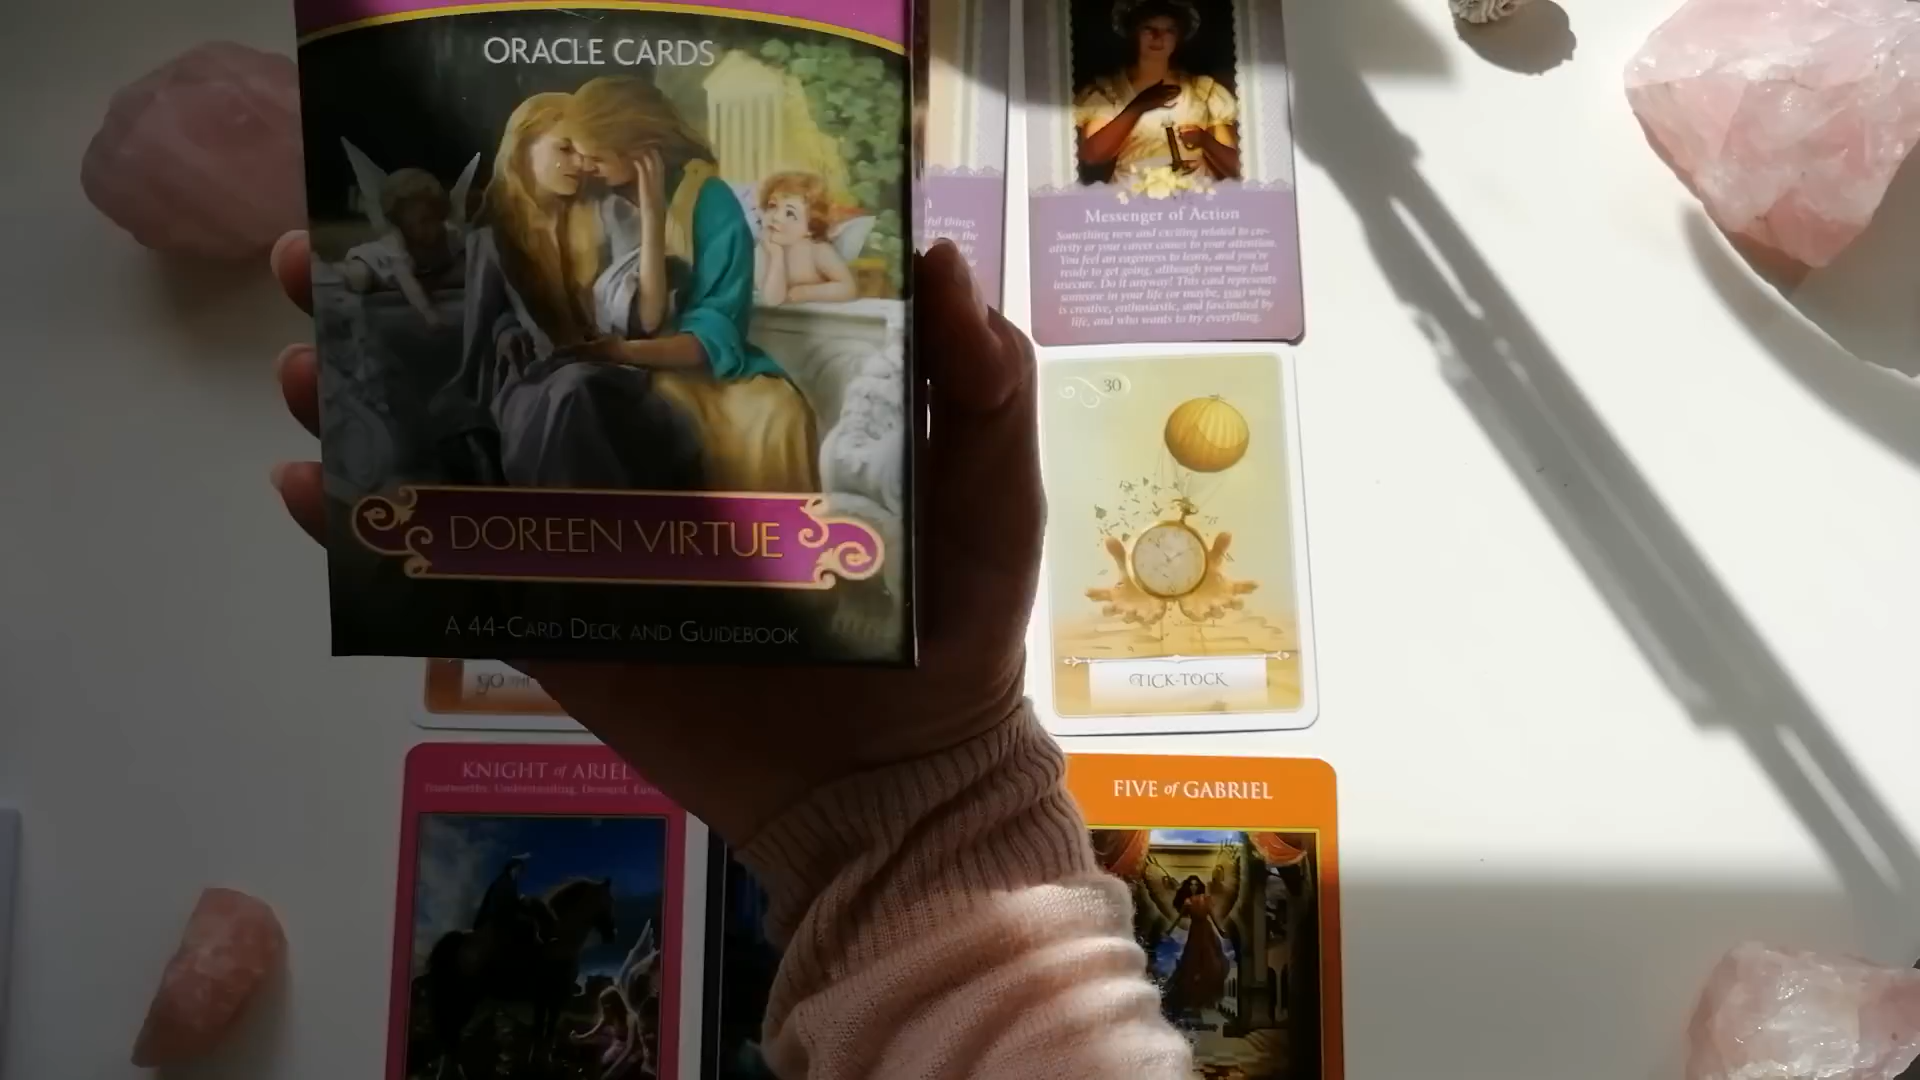 ORACLE CARDS
DOREEN VIRTUE
A 44-CARD DECK AND GUIDEBOOK
Messenger of Action
Something new and exciting related to cre-
ativity or your career comes to your attention.
You feel an eagerness to learn, and you're
ready to get going, although you may feel
insecure. Do it anyway! This card represents
someone in your life (or maybe, you) who
is creative, enthusiastic, and fascinated by
life, and who wants to try everything.
30
TICK-TOCK
GO
KNIGHT of ARIEL
Trustworthy, Understanding, Devoted,
FIVE of GABRIEL